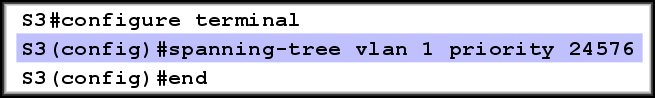 S3#configure terminal
S3(config)#spanning-tree vlan 1 priority 24576
S3(config)#end